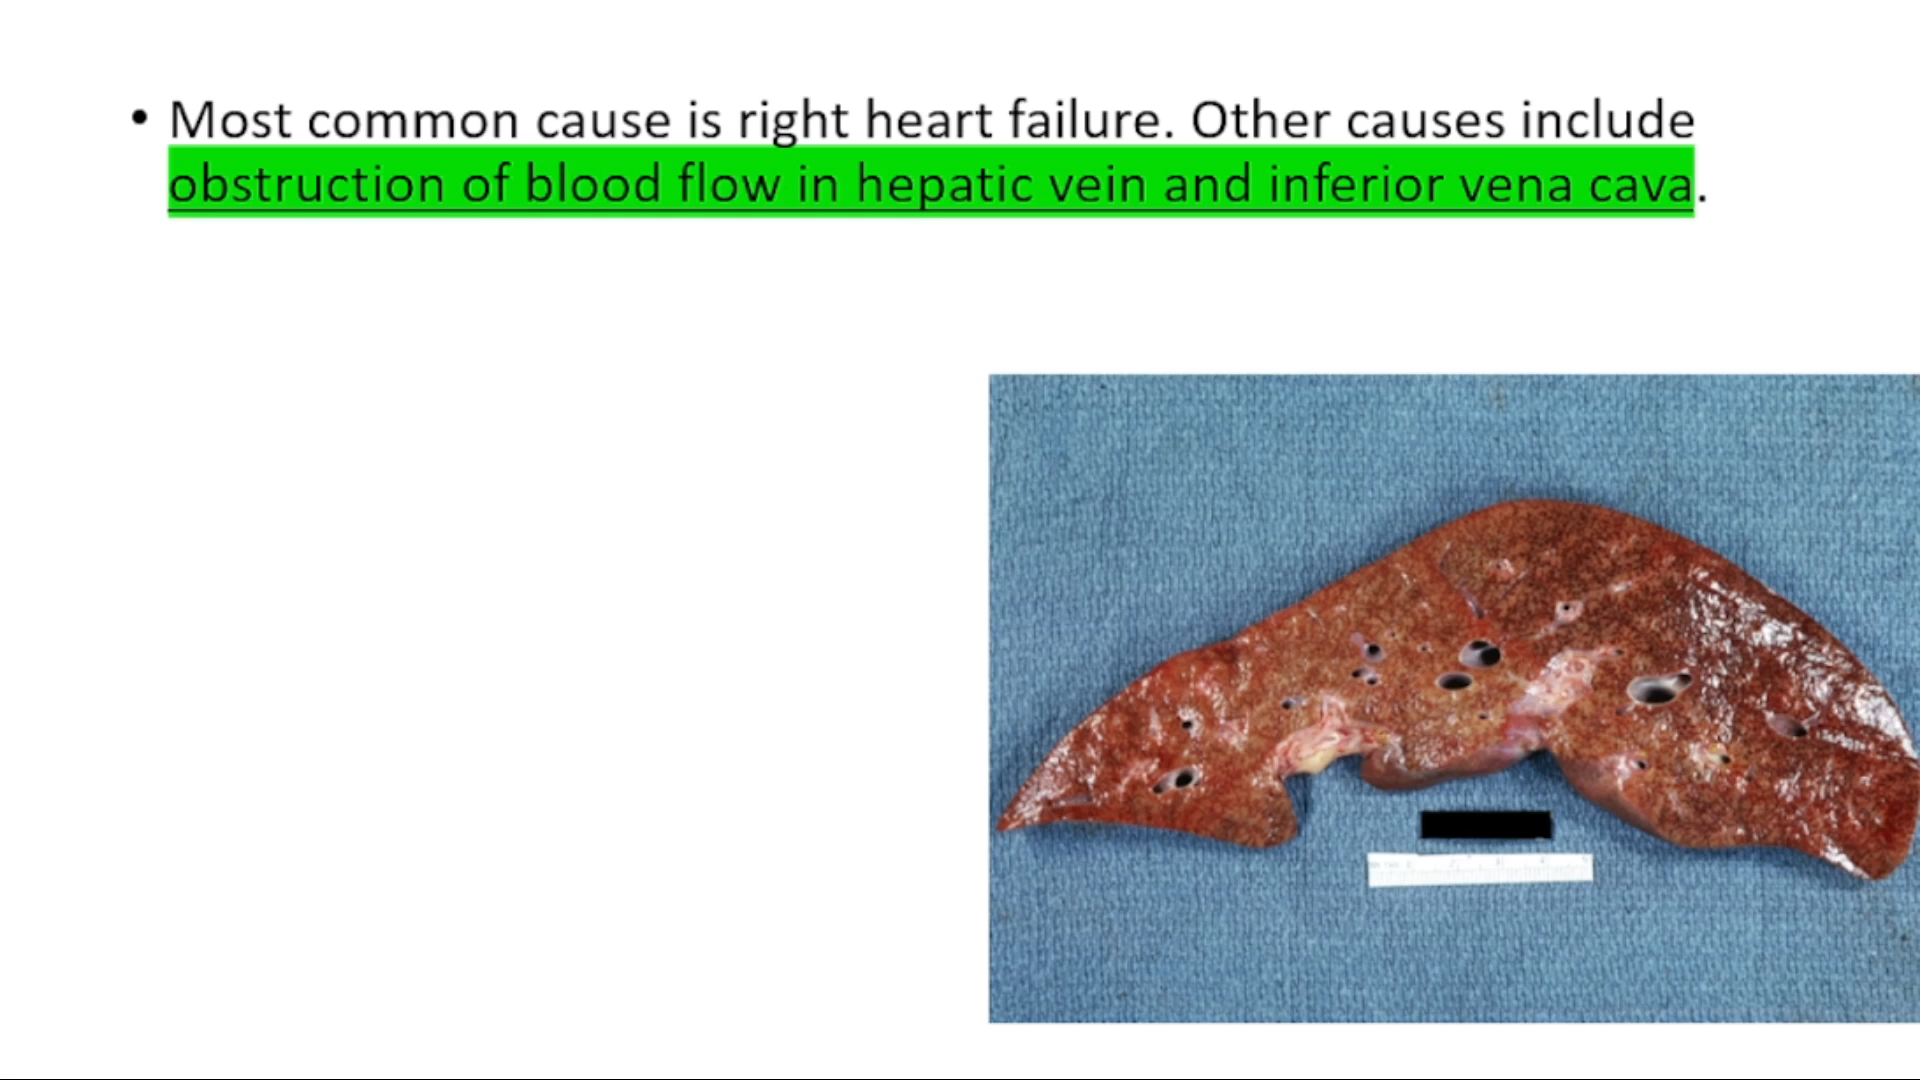 • Most common cause is right heart failure. Other causes include
obstruction of blood flow in hepatic vein and inferior vena cava.